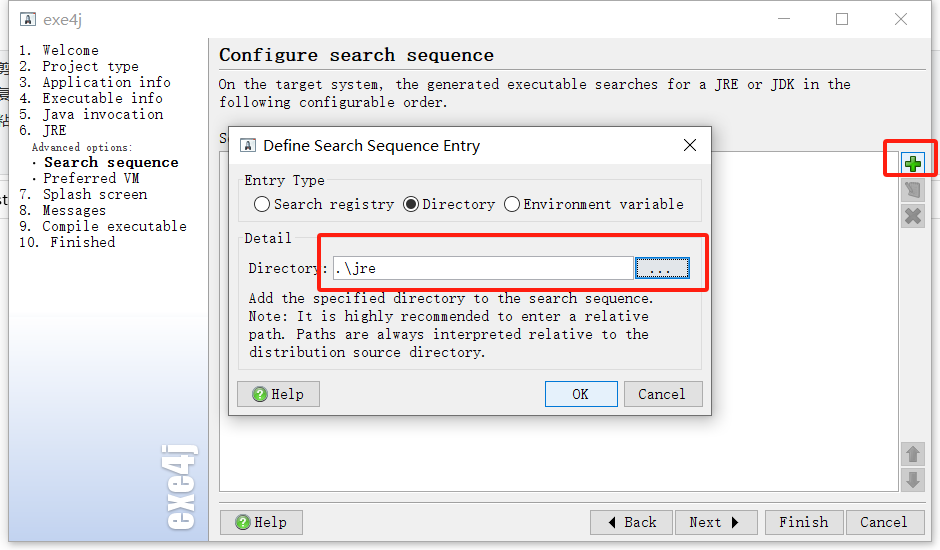 exe4j
1. Welcome
2. Project type
3. Application info
4. Executable info
5. Java invocation
6. JRE
Advanced options:
· Search sequence
· Preferred VM
7. Splash screen
8. Messages
9. Compile executable
10. Finished
exe4j
Configure search sequence
On the target system, the generated executable searches for a JRE or JDK in the
following configurable order.
Define Search Sequence Entry
Entry Type
Search registry
Directory
Environment variable
Detail
Directory:
.\jre
...
Add the specified directory to the search sequence.
Note: It is highly recommended to enter a relative
path. Paths are always interpreted relative to the
distribution source directory.
Help
OK
Cancel
Help
Back
Next
Finish
Cancel